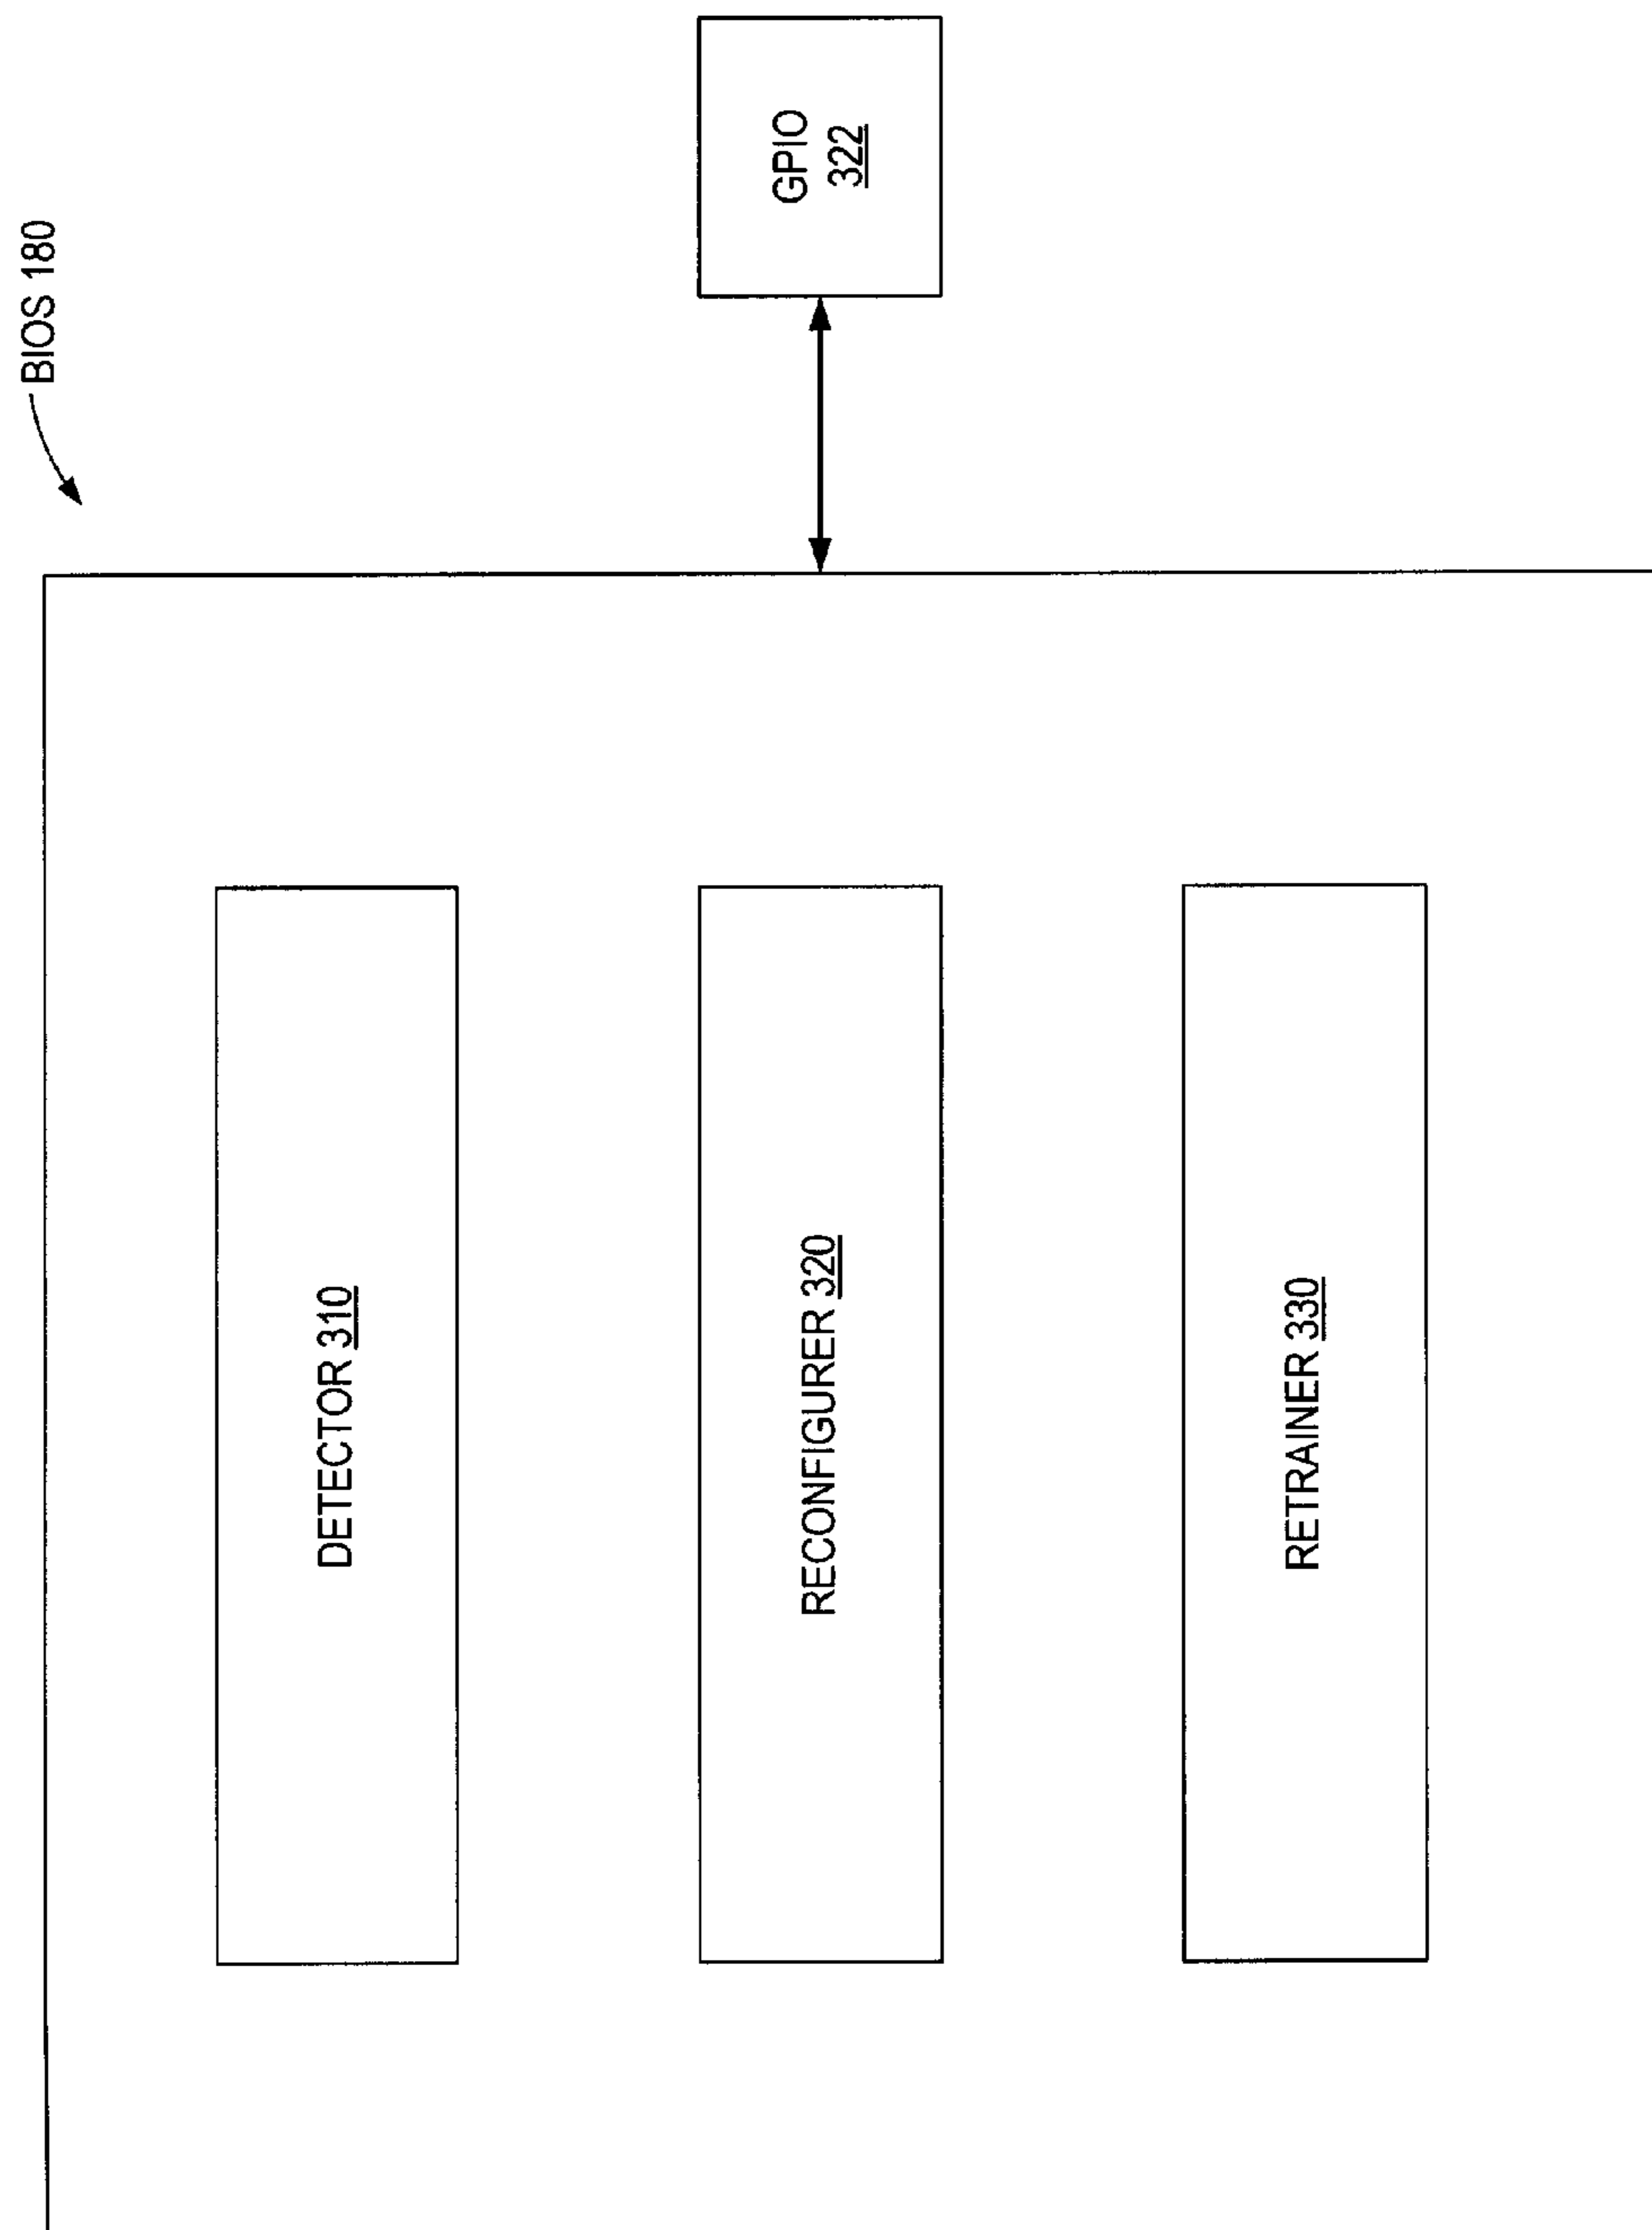 BIOS 180
DETECTOR 310
RECONFIGURER 320
GPIO
322
RETRAINER 330